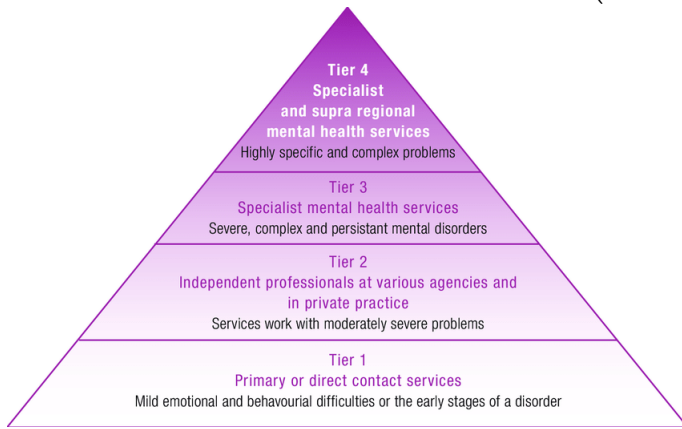 Tier 4
Specialist
and supra regional
mental health services
Highly specific and complex problems
Tier 3
Specialist mental health services
Severe, complex and persistant mental disorders
Tier 2
Independent professionals at various agencies and
in private practice
Services work with moderately severe problems
Tier 1
Primary or direct contact services
Mild emotional and behavourial difficulties or the early stages of a disorder